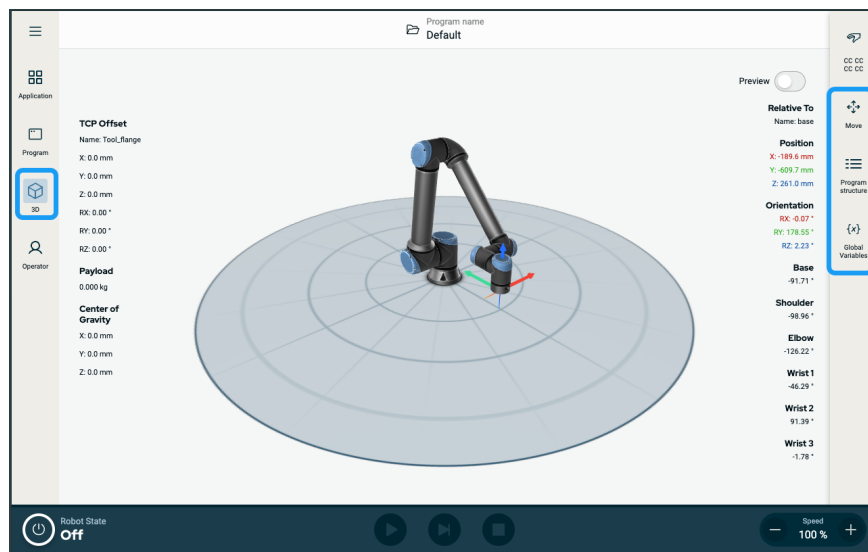 Program name
Default
Application
Program
3D
Operator
TCP Offset
Name: Tool_flange
X: 0.0 mm
Y: 0.0 mm
Z: 0.0 mm
RX: 0.00 °
RY: 0.00 °
RZ: 0.00 °
Payload
0.000 kg
Center of
Gravity
X: 0.0 mm
Y: 0.0 mm
Z: 0.0 mm
Preview
Relative To
Name: base
Position
X: -189.6 mm
Y: -609.7 mm
Z: 261.0 mm
Orientation
RX: -0.07 °
RY: 178.55 °
RZ: 2.23 °
Base
-91.71 °
Shoulder
-98.96 °
Elbow
-126.22 °
Wrist 1
-46.29 °
Wrist 2
91.39 °
Wrist 3
-1.78 °
CC CC
CC CC
Move
Program
structure
{x}
Global
Variables
Robot State
Off
Speed
100 %